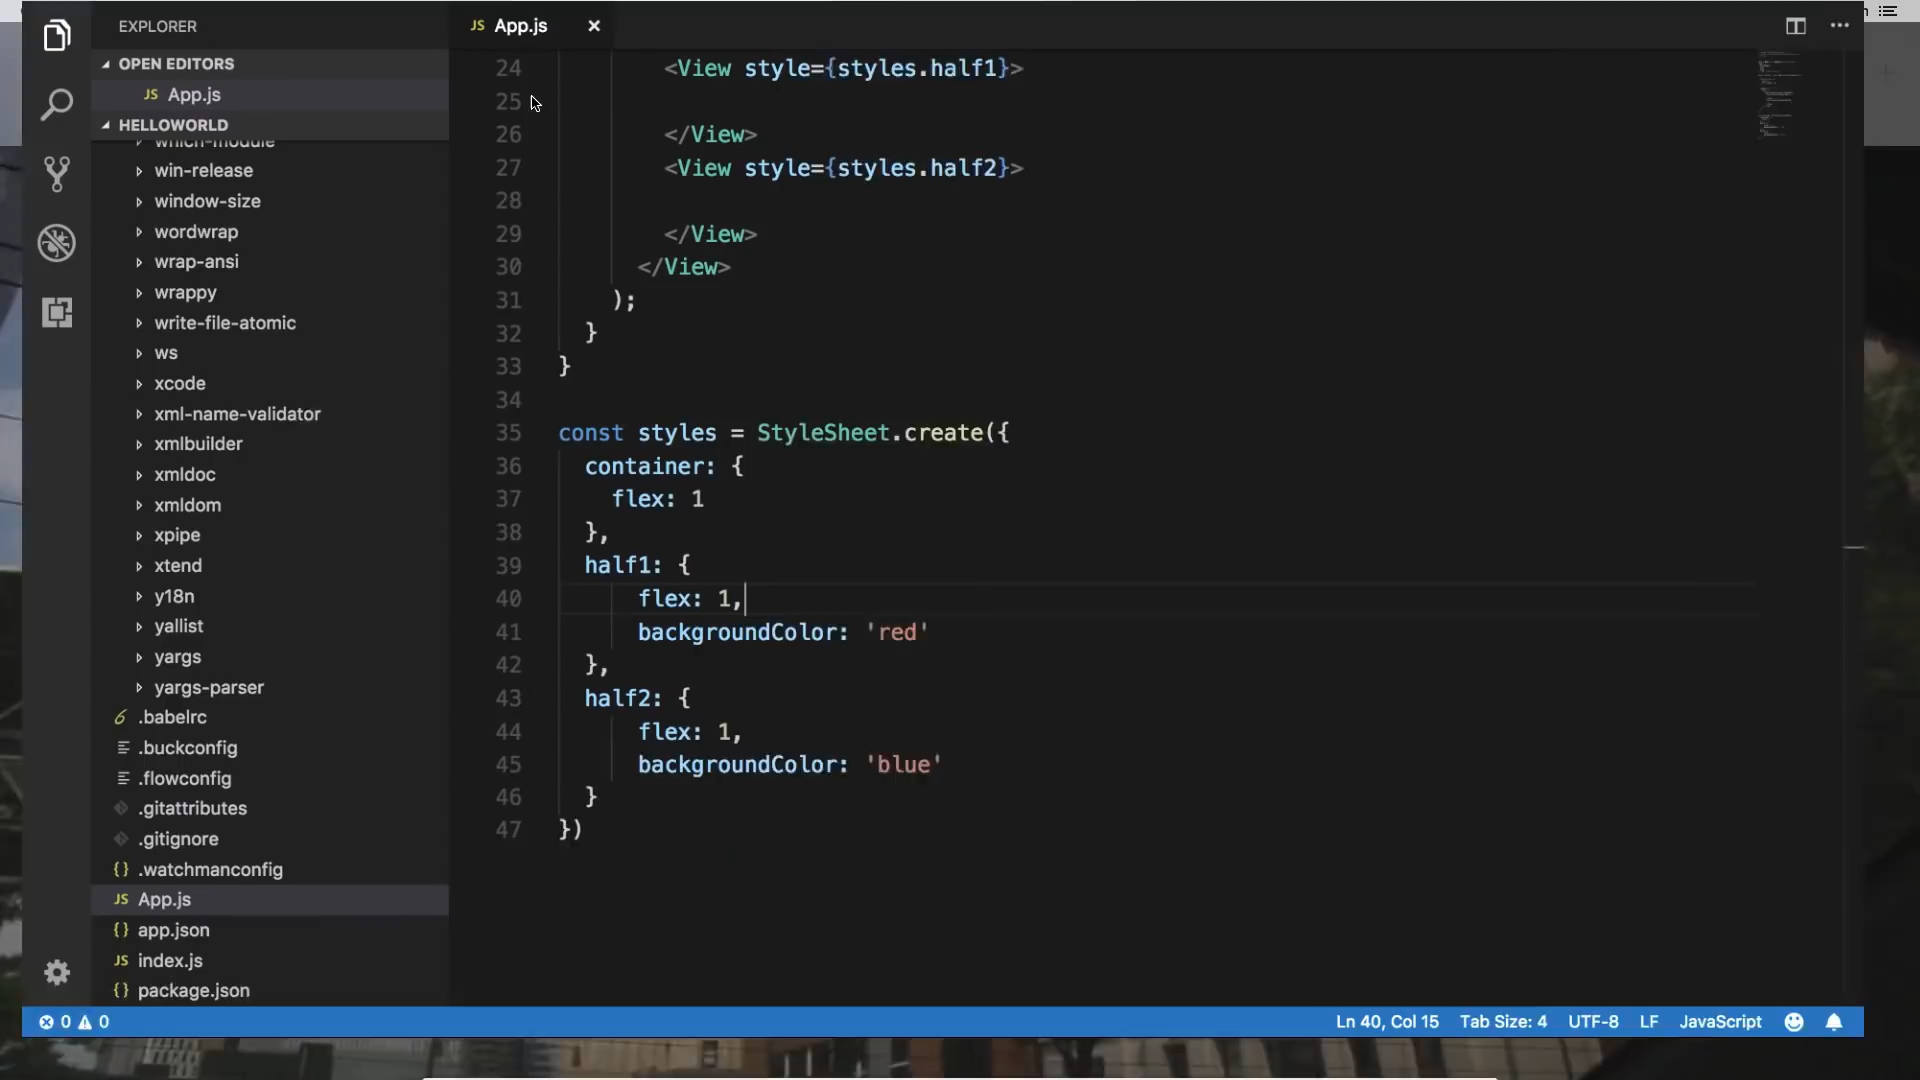 EXPLORER
OPEN EDITORS
JS App.js
HELLOWORLD
which-module
win-release
window-size
wordwrap
wrap-ansi
wrappy
write-file-atomic
ws
xcode
xml-name-validator
xmlbuilder
xmldoc
xmldom
xpipe
xtend
y18n
yallist
yargs
yargs-parser
.babelrc
.buckconfig
.flowconfig
.gitattributes
.gitignore
{} .watchmanconfig
JS App.js
{} app.json
JS index.js
{} package.json
JS App.js
24 <View style={styles.half1}>
25
26 </View>
27 <View style={styles.half2}>
28
29 </View>
30 </View>
31 );
32 }
33 }
34
35 const styles = StyleSheet.create({
36 container: {
37 flex: 1
38 },
39 half1: {
40 flex: 1,
41 backgroundColor: 'red'
42 },
43 half2: {
44 flex: 1,
45 backgroundColor: 'blue'
46 }
47 })
0 0 Ln 40, Col 15 Tab Size: 4 UTF-8 LF JavaScript